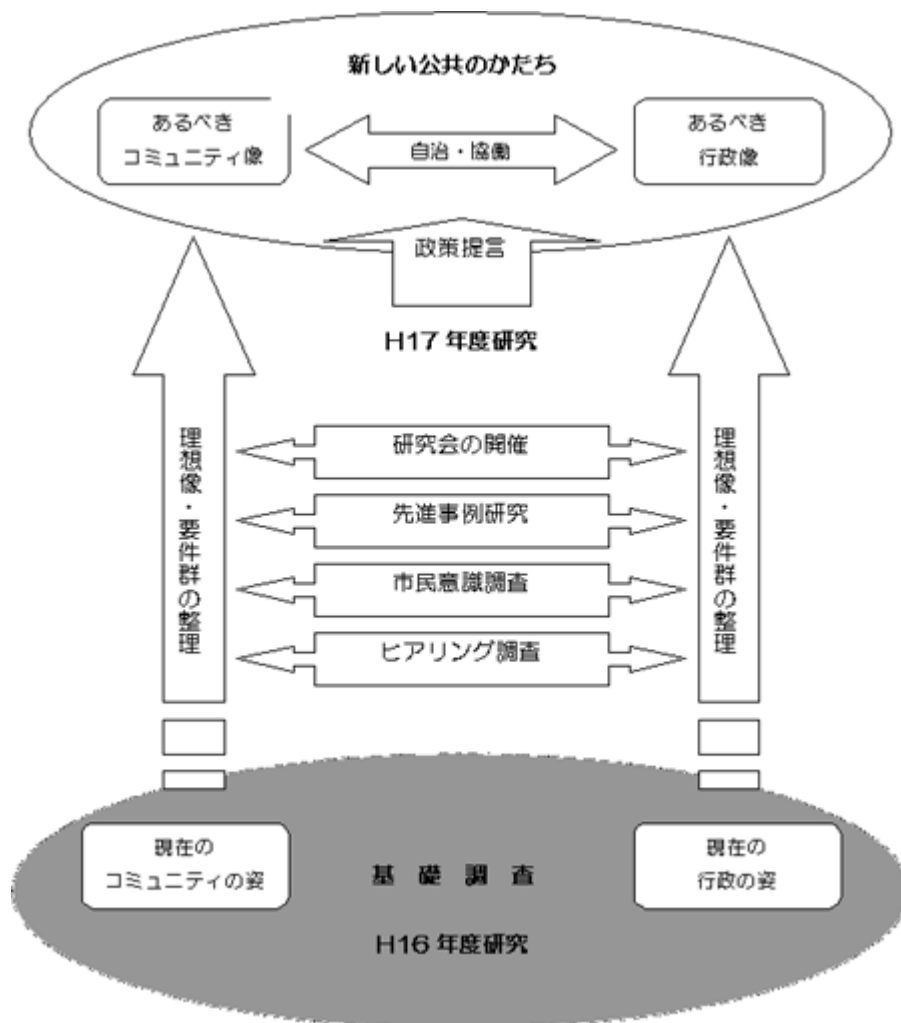 新しい公共のかたち
あるべき
コミュニティ像
自治・協働
あるべき
行政像
政策提言
H17 年度研究
理想像・要件群の整理
研究会の開催
先進事例研究
市民意識調査
ヒアリング調査
理想像・要件群の整理
現在の
コミュニティの姿
基 礎 調 査
現在の
行政の姿
H16 年度研究